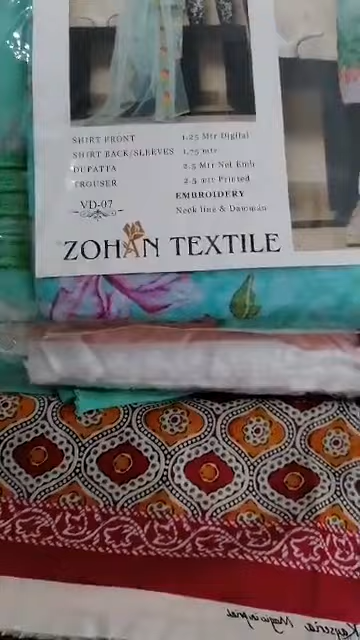 SHIRT FRONT 1.25 Mtr Digital
SHIRT BACK/SLEEVES 1.75 mtr
DUPATTA 2.5 Mtr Net Emb
TROUSER 2.5 mtr Printed
EMBROIDERY
VD-07 Neck line & Daaman
ZOHAN TEXTILE